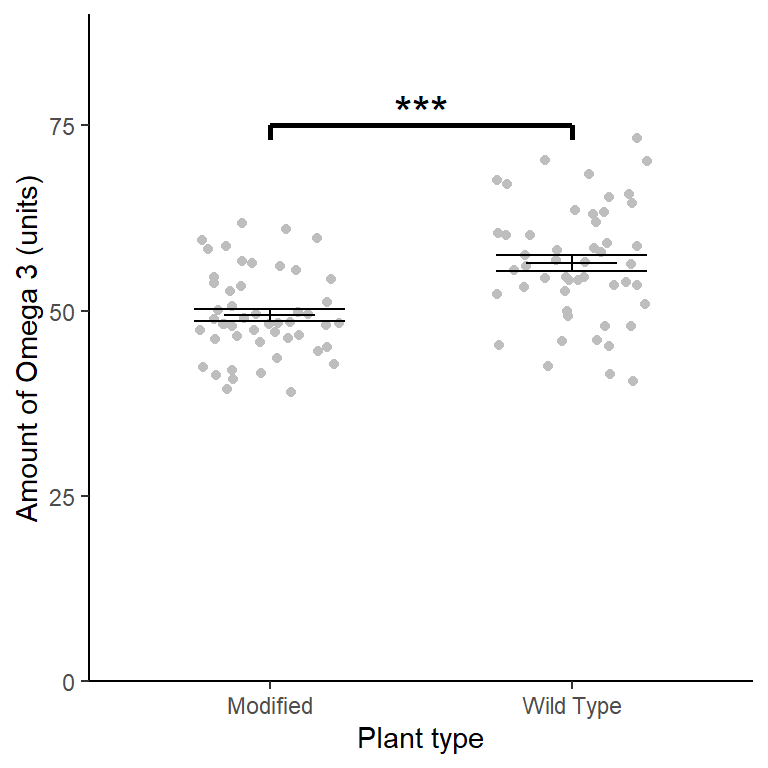 Amount of Omega 3 (units)
75
50
25
0
***
Modified
Wild Type
Plant type